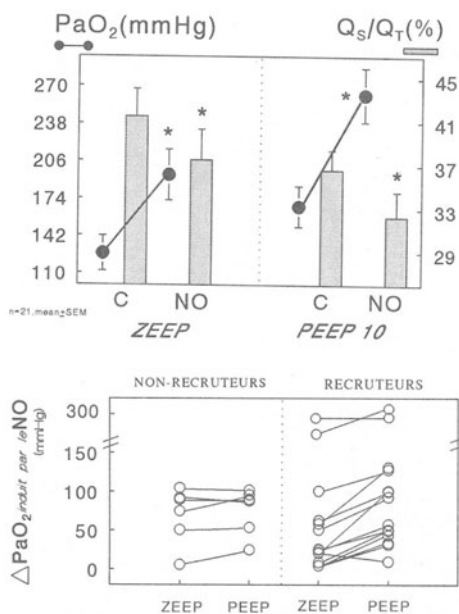 PaO2(mmHg) QS/QT(%)
270 45
238 41
206 37
174 33
142 29
110
* * * *
C NO C NO
n=21,mean±SEM
ZEEP PEEP 10
NON-RECRUTEURS RECRUTEURS
△PaO2 induit par le NO
(mmHg)
300
150
100
50
0
ZEEP PEEP ZEEP PEEP